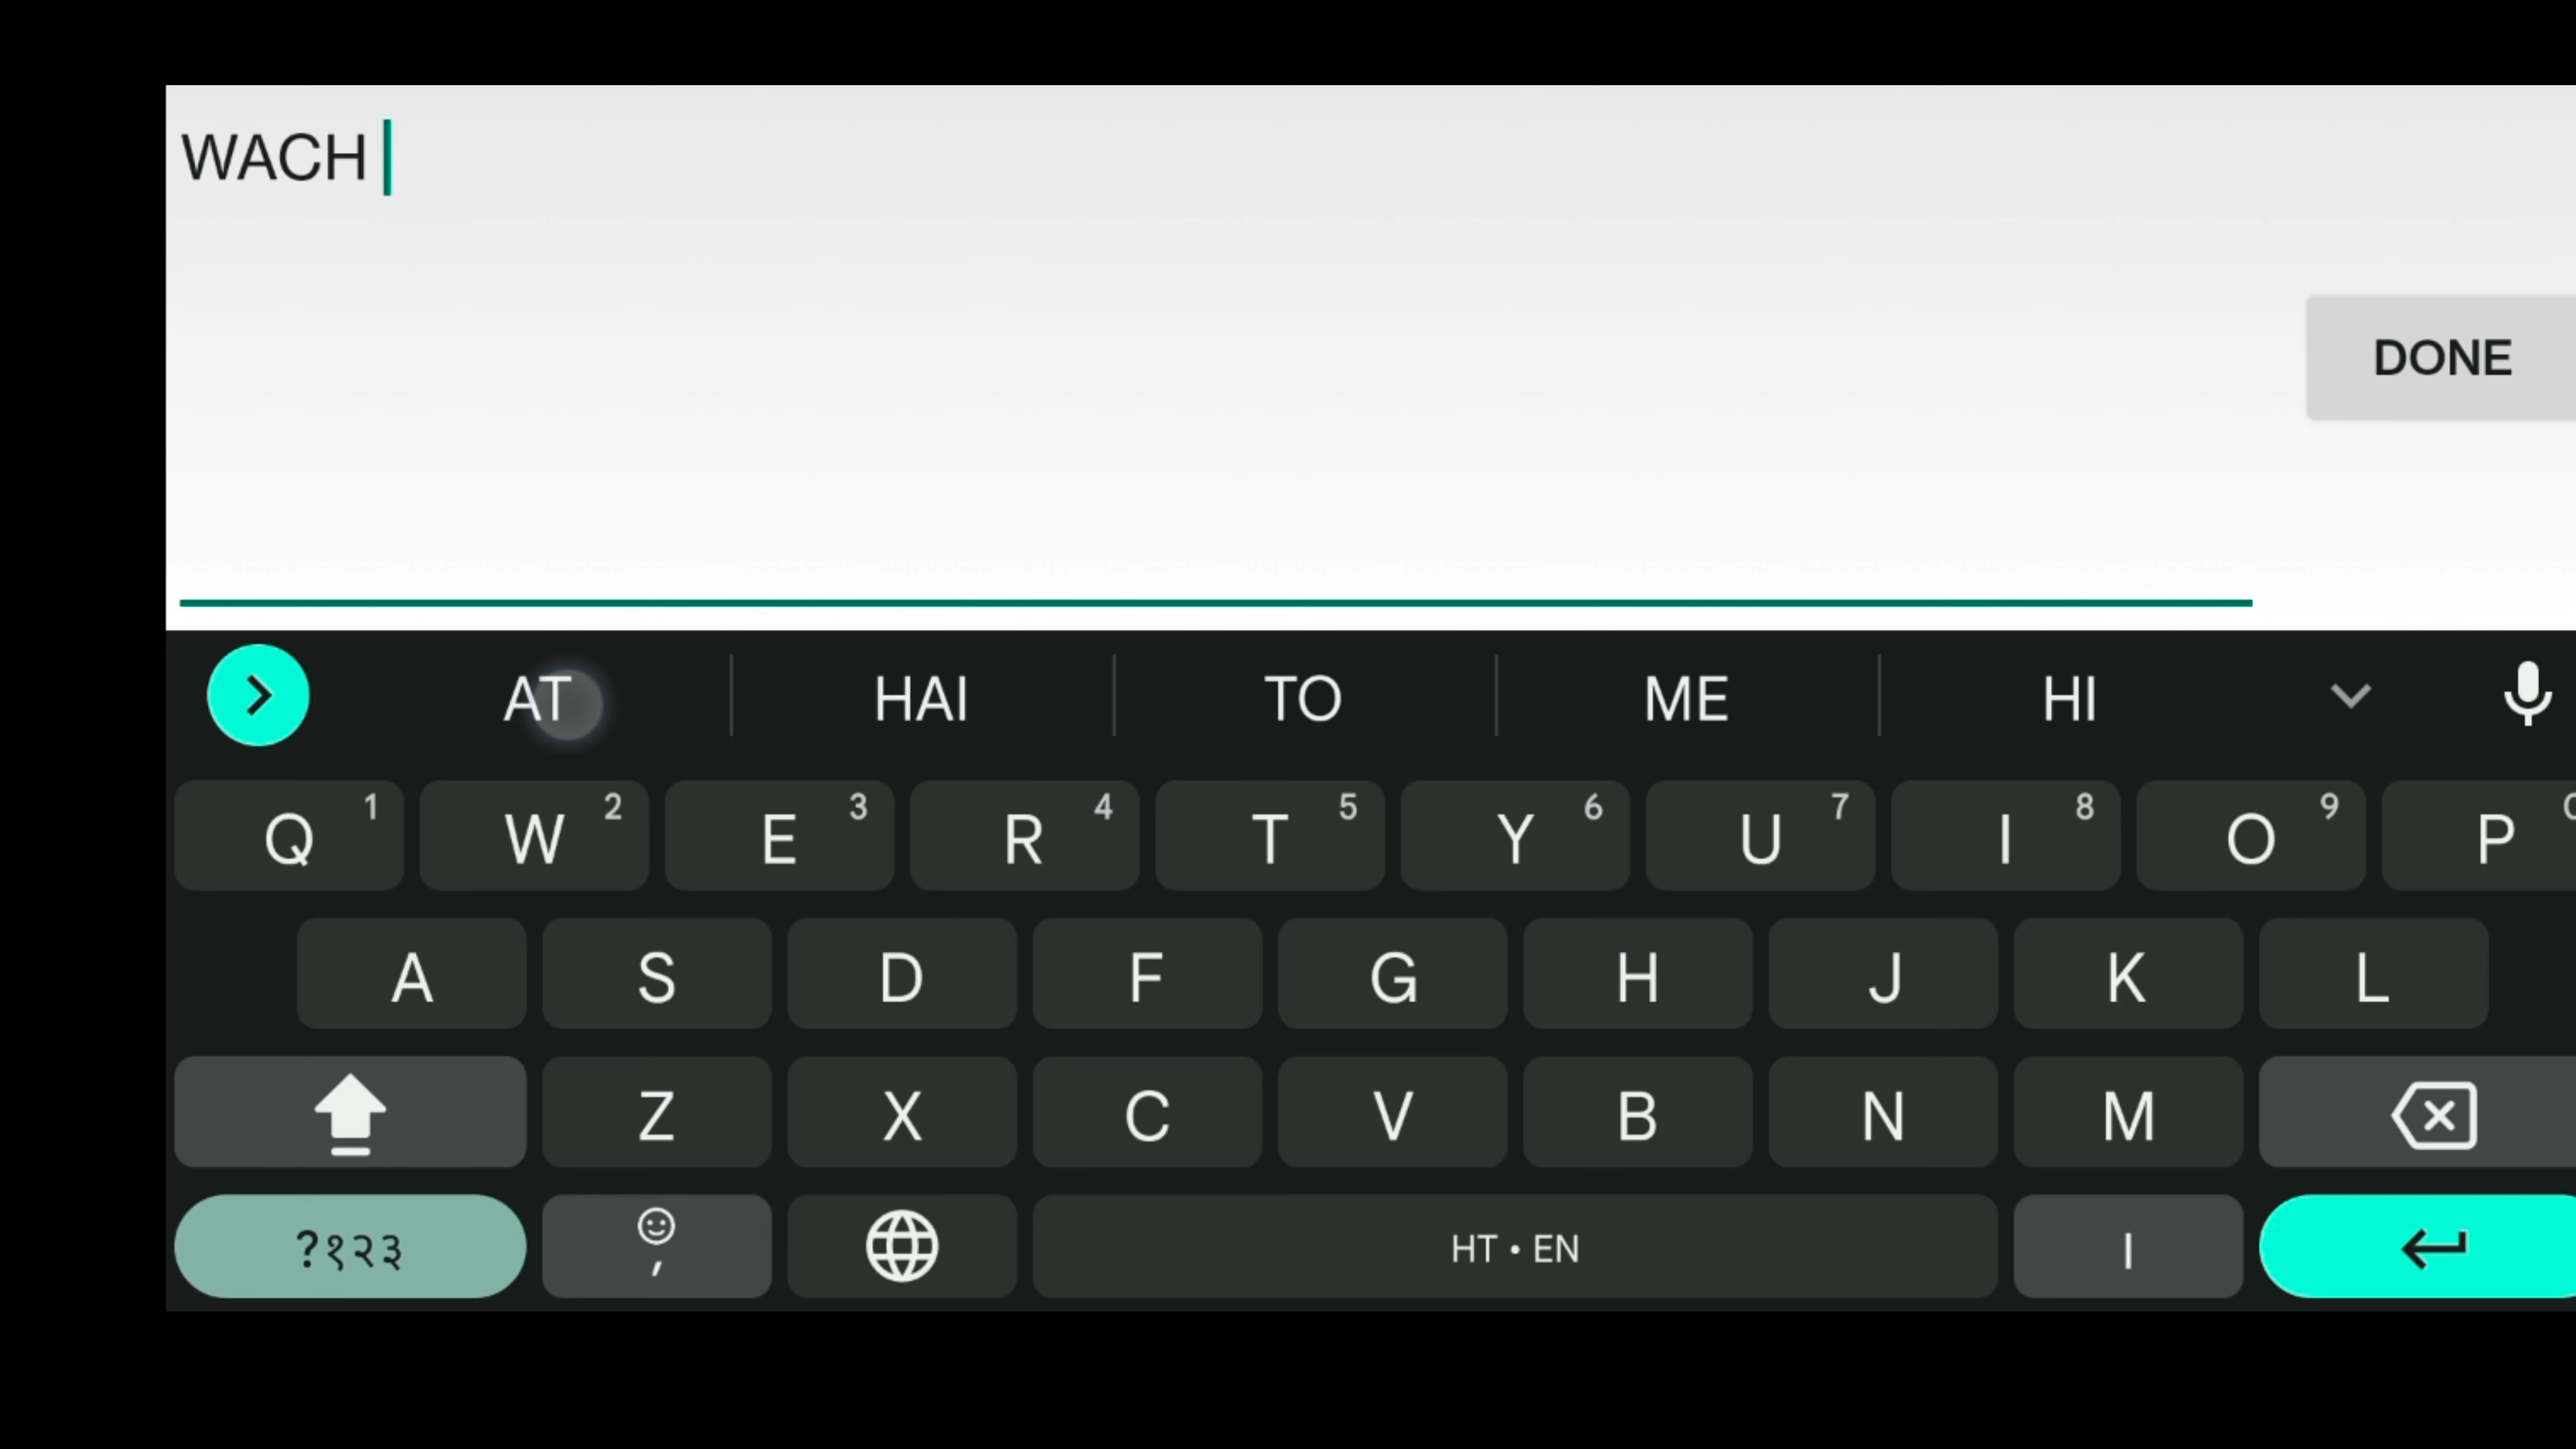 WACH
DONE
AT HAI TO ME HI
Q 1 W 2 E 3 R 4 T 5 Y 6 U 7 I 8 O 9 P
A S D F G H J K L
Z X C V B N M
?१२३ , HT • EN ।